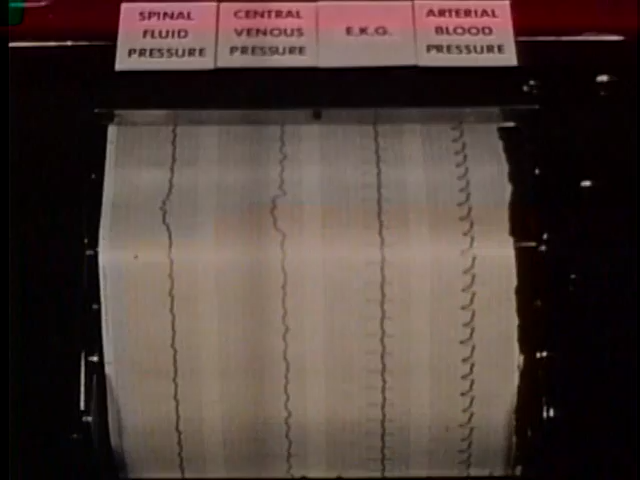 SPINAL
FLUID
PRESSURE
CENTRAL
VENOUS
PRESSURE
E.K.G.
ARTERIAL
BLOOD
PRESSURE